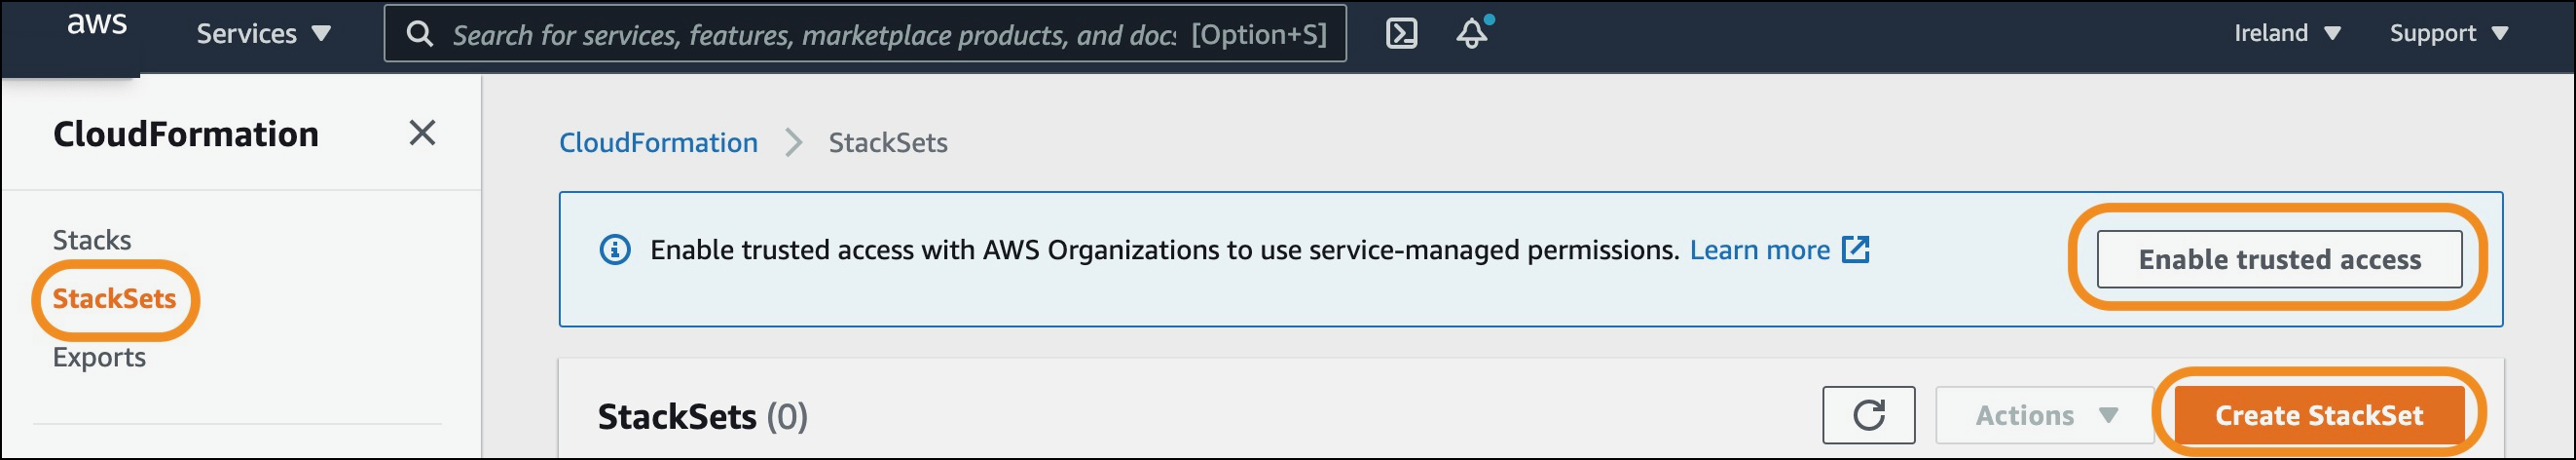 aws
Services
Search for services, features, marketplace products, and docs
[Option+S]
Ireland
Support
CloudFormation
Stacks
StackSets
Exports
CloudFormation
StackSets
Enable trusted access with AWS Organizations to use service-managed permissions. Learn more
Enable trusted access
StackSets (0)
Actions
Create StackSet